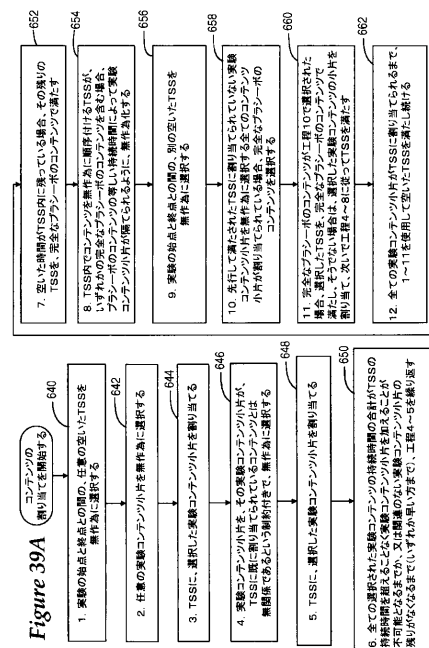 Figure 39A
コンテンツの
割り当てを開始する
640
1. 実験の始点と終点との間の、任意の空いたTSSを
無作為に選択する
642
2. 任意の実験コンテンツ小片を無作為に選択する
644
3. TSSに、選択した実験コンテンツ小片を割り当てる
646
4. 実験コンテンツ小片を、その実験コンテンツ小片が、
TSSに既に割り当てられているコンテンツとは
無関係であるという制約付きで、無作為に選択する
648
5. TSSに、選択した実験コンテンツ小片を割り当てる
650
6. 全ての選択された実験コンテンツの持続時間の合計がTSSの
持続時間を超えることなく実験コンテンツ小片を加えることが
不可能となるまでか、又は関連のない実験コンテンツ小片の
残りがなくなるまで(いずれか早い方まで)、工程4~5を繰り返す
652
7. 空いた時間がTSS内に残っている場合、その残りの
TSSを、完全なプラシーボのコンテンツで満たす
654
8. TSS内でコンテンツを無作為に順序付けるが、TSSが
いずれかの完全なプラシーボのコンテンツを含む場合、
プラシーボのコンテンツの等しい持続時間によって実験
コンテンツ小片が隔てられるように、無作為化する
656
9. 実験の始点と終点との間の、別の空いたTSSを
無作為に選択する
658
10. 先行して満たされたTSSに割り当てられていない実験
コンテンツ小片を無作為に選択する 全てのコンテンツ
小片が割り当てられている場合、完全なプラシーボの
コンテンツを選択する
660
11. 完全なプラシーボのコンテンツが工程10で選択された
場合、選択したTSSを、完全なプラシーボのコンテンツで
満たし、そうでない場合は、選択した実験コンテンツの小片を
割り当て、次いで工程4~8に従ってTSSを満たす
662
12. 全ての実験コンテンツ小片がTSSに割り当てられるまで、
1~11を使用して空いたTSSを満たし続ける